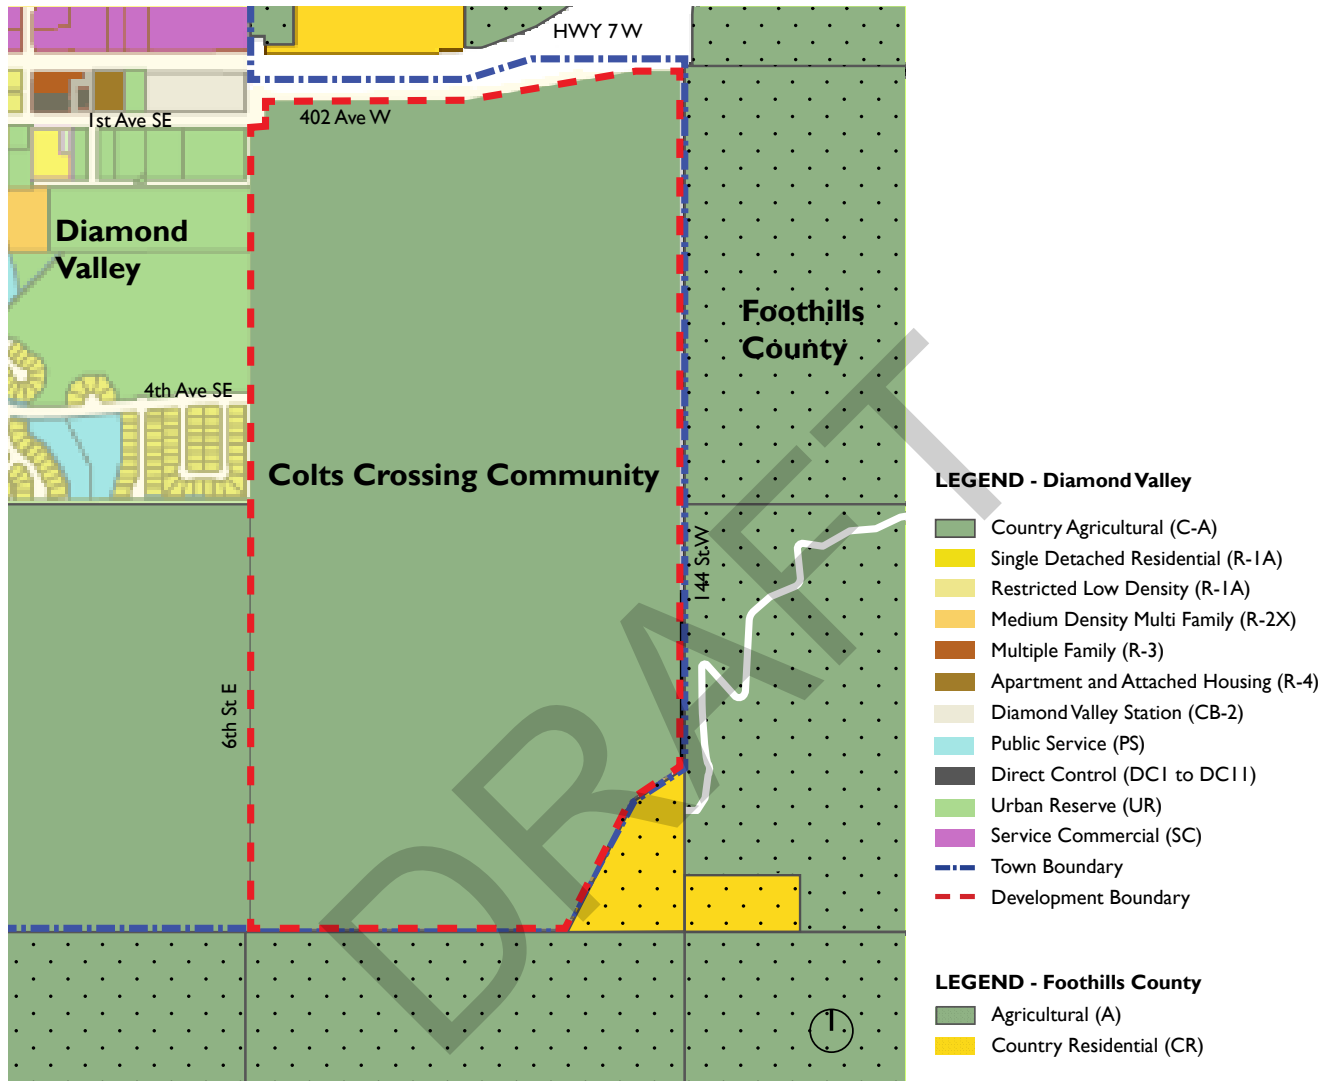 HWY 7 W
402 Ave W
1st Ave SE
Diamond
Valley
Foothills
County
4th Ave SE
Colts Crossing Community
144 St W
6th St E
DRAFT
LEGEND - Diamond Valley
Country Agricultural (C-A)
Single Detached Residential (R-1A)
Restricted Low Density (R-1A)
Medium Density Multi Family (R-2X)
Multiple Family (R-3)
Apartment and Attached Housing (R-4)
Diamond Valley Station (CB-2)
Public Service (PS)
Direct Control (DC1 to DC11)
Urban Reserve (UR)
Service Commercial (SC)
Town Boundary
Development Boundary
LEGEND - Foothills County
Agricultural (A)
Country Residential (CR)